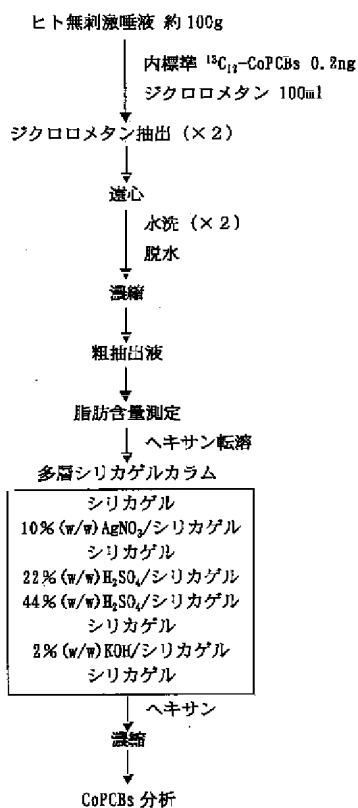 ヒト無刺激唾液 約100g
内標準 ¹³C₁₂-CoPCBs 0.2ng
ジクロロメタン 100ml
ジクロロメタン抽出（×2）
遠心
水洗（×2）
脱水
濃縮
粗抽出液
脂肪含量測定
ヘキサン転溶
多層シリカゲルカラム
シリカゲル
10％(w/w)AgNO₃/シリカゲル
シリカゲル
22％(w/w)H₂SO₄/シリカゲル
44％(w/w)H₂SO₄/シリカゲル
シリカゲル
2％(w/w)KOH/シリカゲル
シリカゲル
ヘキサン
濃縮
CoPCBs 分析